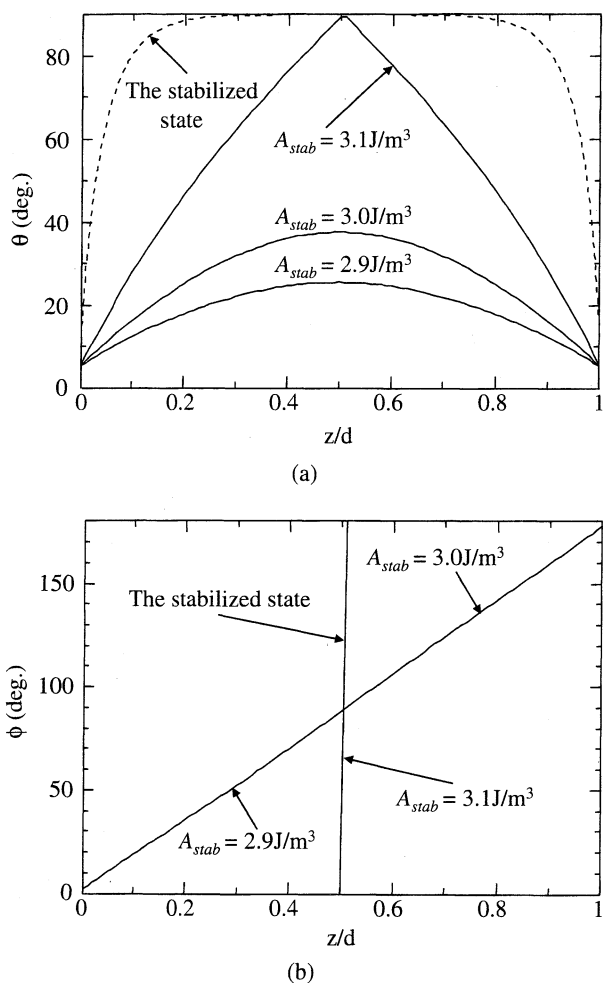 80
60
40
20
0
θ (deg.)
The stabilized
state
A_stab = 3.1J/m³
A_stab = 3.0J/m³
A_stab = 2.9J/m³
0 0.2 0.4 0.6 0.8 1
z/d
(a)
150
100
50
0
ϕ (deg.)
A_stab = 3.0J/m³
The stabilized state
A_stab = 3.1J/m³
A_stab = 2.9J/m³
0 0.2 0.4 0.6 0.8 1
z/d
(b)